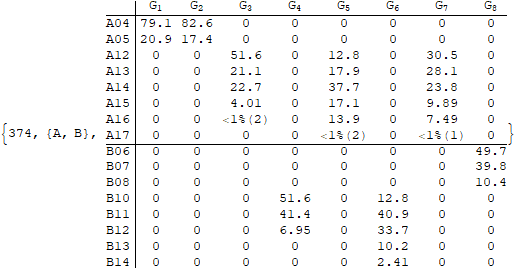 G₁ G₂ G₃ G₄ G₅ G₆ G₇ G₈
A04 79.1 82.6 0 0 0 0 0 0
A05 20.9 17.4 0 0 0 0 0 0
A12 0 0 51.6 0 12.8 0 30.5 0
A13 0 0 21.1 0 17.9 0 28.1 0
A14 0 0 22.7 0 37.7 0 23.8 0
A15 0 0 4.01 0 17.1 0 9.89 0
A16 0 0 <1%(2) 0 13.9 0 7.49 0
{374, {A, B}, A17 0 0 0 0 <1%(2) 0 <1%(1) 0 }
B06 0 0 0 0 0 0 0 49.7
B07 0 0 0 0 0 0 0 39.8
B08 0 0 0 0 0 0 0 10.4
B10 0 0 0 51.6 0 12.8 0 0
B11 0 0 0 41.4 0 40.9 0 0
B12 0 0 0 6.95 0 33.7 0 0
B13 0 0 0 0 0 10.2 0 0
B14 0 0 0 0 0 2.41 0 0